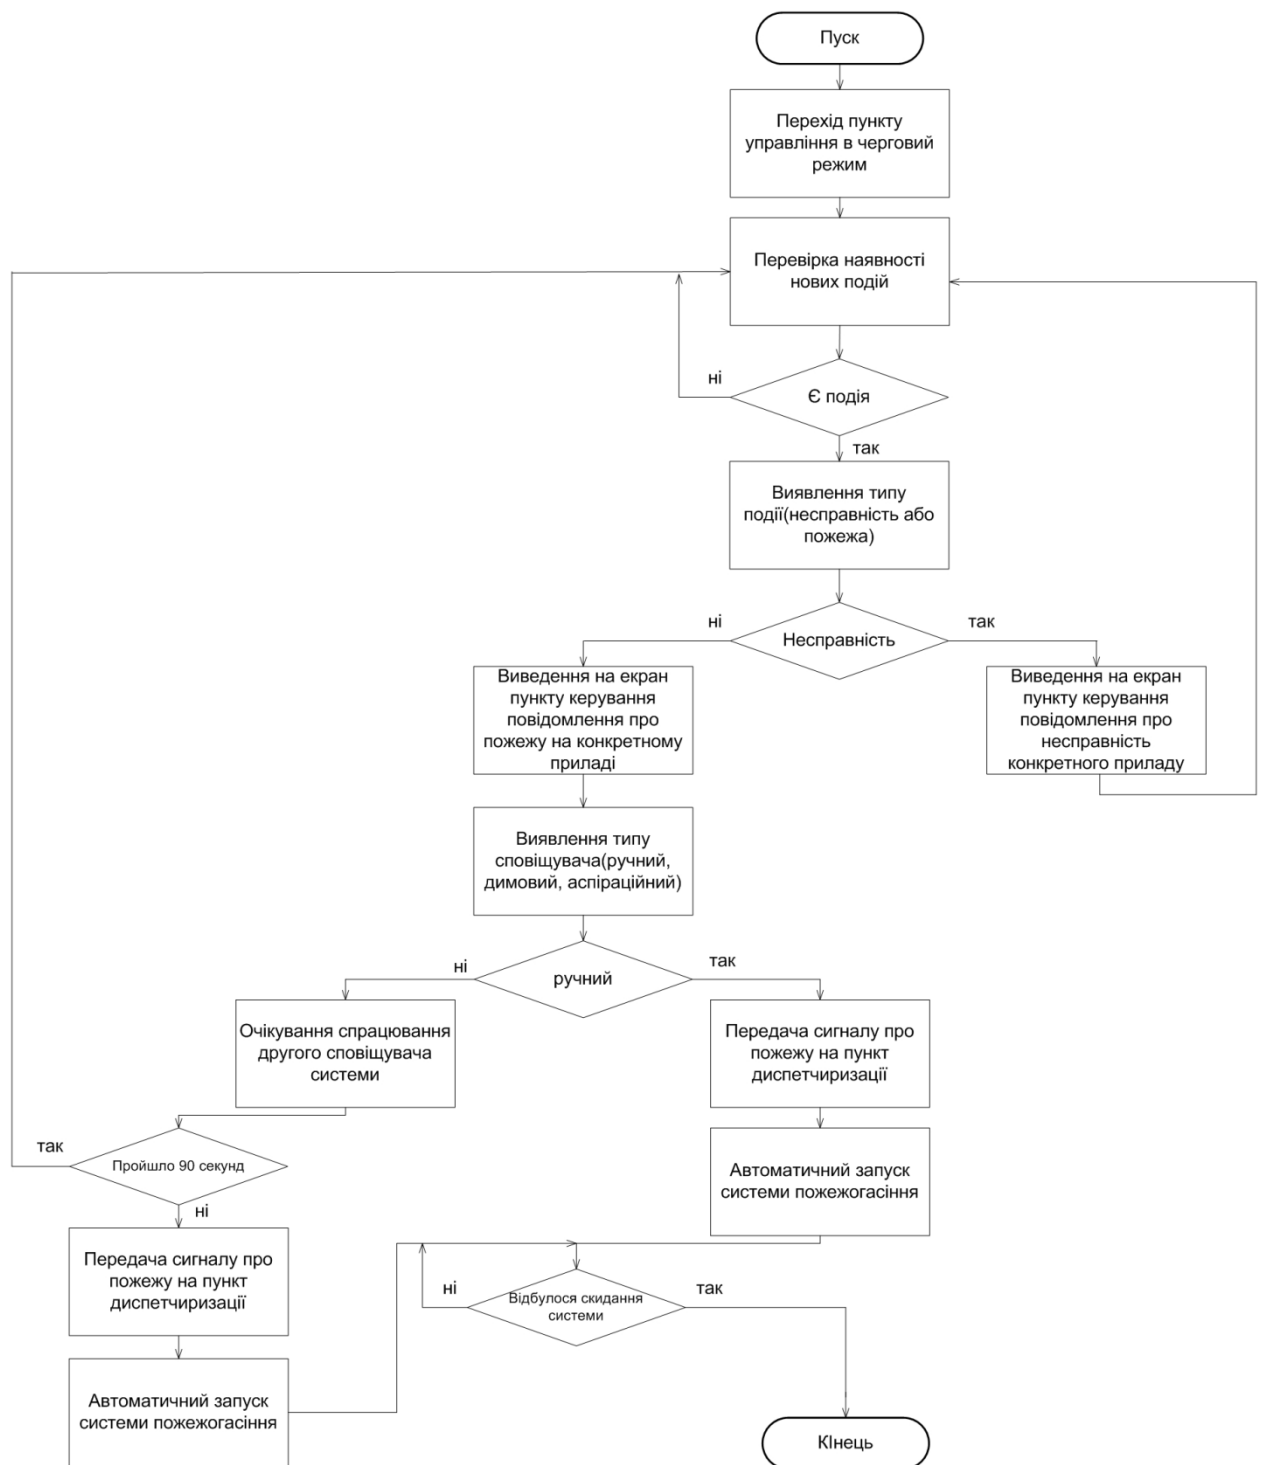 Пуск
Перехід пункту
управління в черговий
режим
Перевірка наявності
нових подій
ні
Є подія
так
Виявлення типу
події(несправність або
пожежа)
ні
Несправність
так
Виведення на екран
пункту керування
повідомлення про
пожежу на конкретному
приладі
Виведення на екран
пункту керування
повідомлення про
несправність
конкретного приладу
Виявлення типу
сповіщувача(ручний,
димовий, аспіраційний)
ні
ручний
так
Очікування спрацювання
другого сповіщувача
системи
Передача сигналу про
пожежу на пункт
диспетчиризації
так
Пройшло 90 секунд
ні
Автоматичний запуск
системи пожежогасіння
Передача сигналу про
пожежу на пункт
диспетчиризації
ні
Відбулося скидання
системи
так
Автоматичний запуск
системи пожежогасіння
КІнець